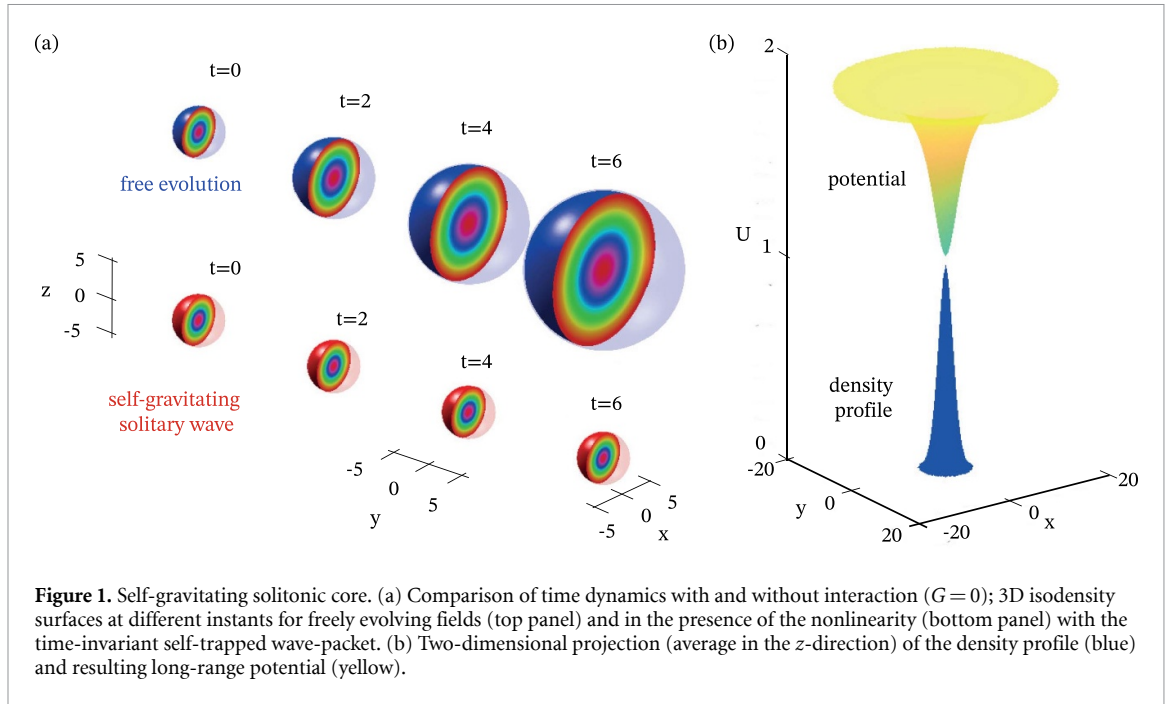 (a)
t=0
t=2
t=4
t=6
free evolution
5
z 0
-5
t=0
t=2
t=4
t=6
self-gravitating
solitary wave
-5
0
5
y
5
0
-5
x
(b)
2
potential
U
1
density
profile
0
-20
y 0
20
-20
0 x
20
Figure 1. Self-gravitating solitonic core. (a) Comparison of time dynamics with and without interaction (G = 0); 3D isodensity
surfaces at different instants for freely evolving fields (top panel) and in the presence of the nonlinearity (bottom panel) with the
time-invariant self-trapped wave-packet. (b) Two-dimensional projection (average in the z-direction) of the density profile (blue)
and resulting long-range potential (yellow).